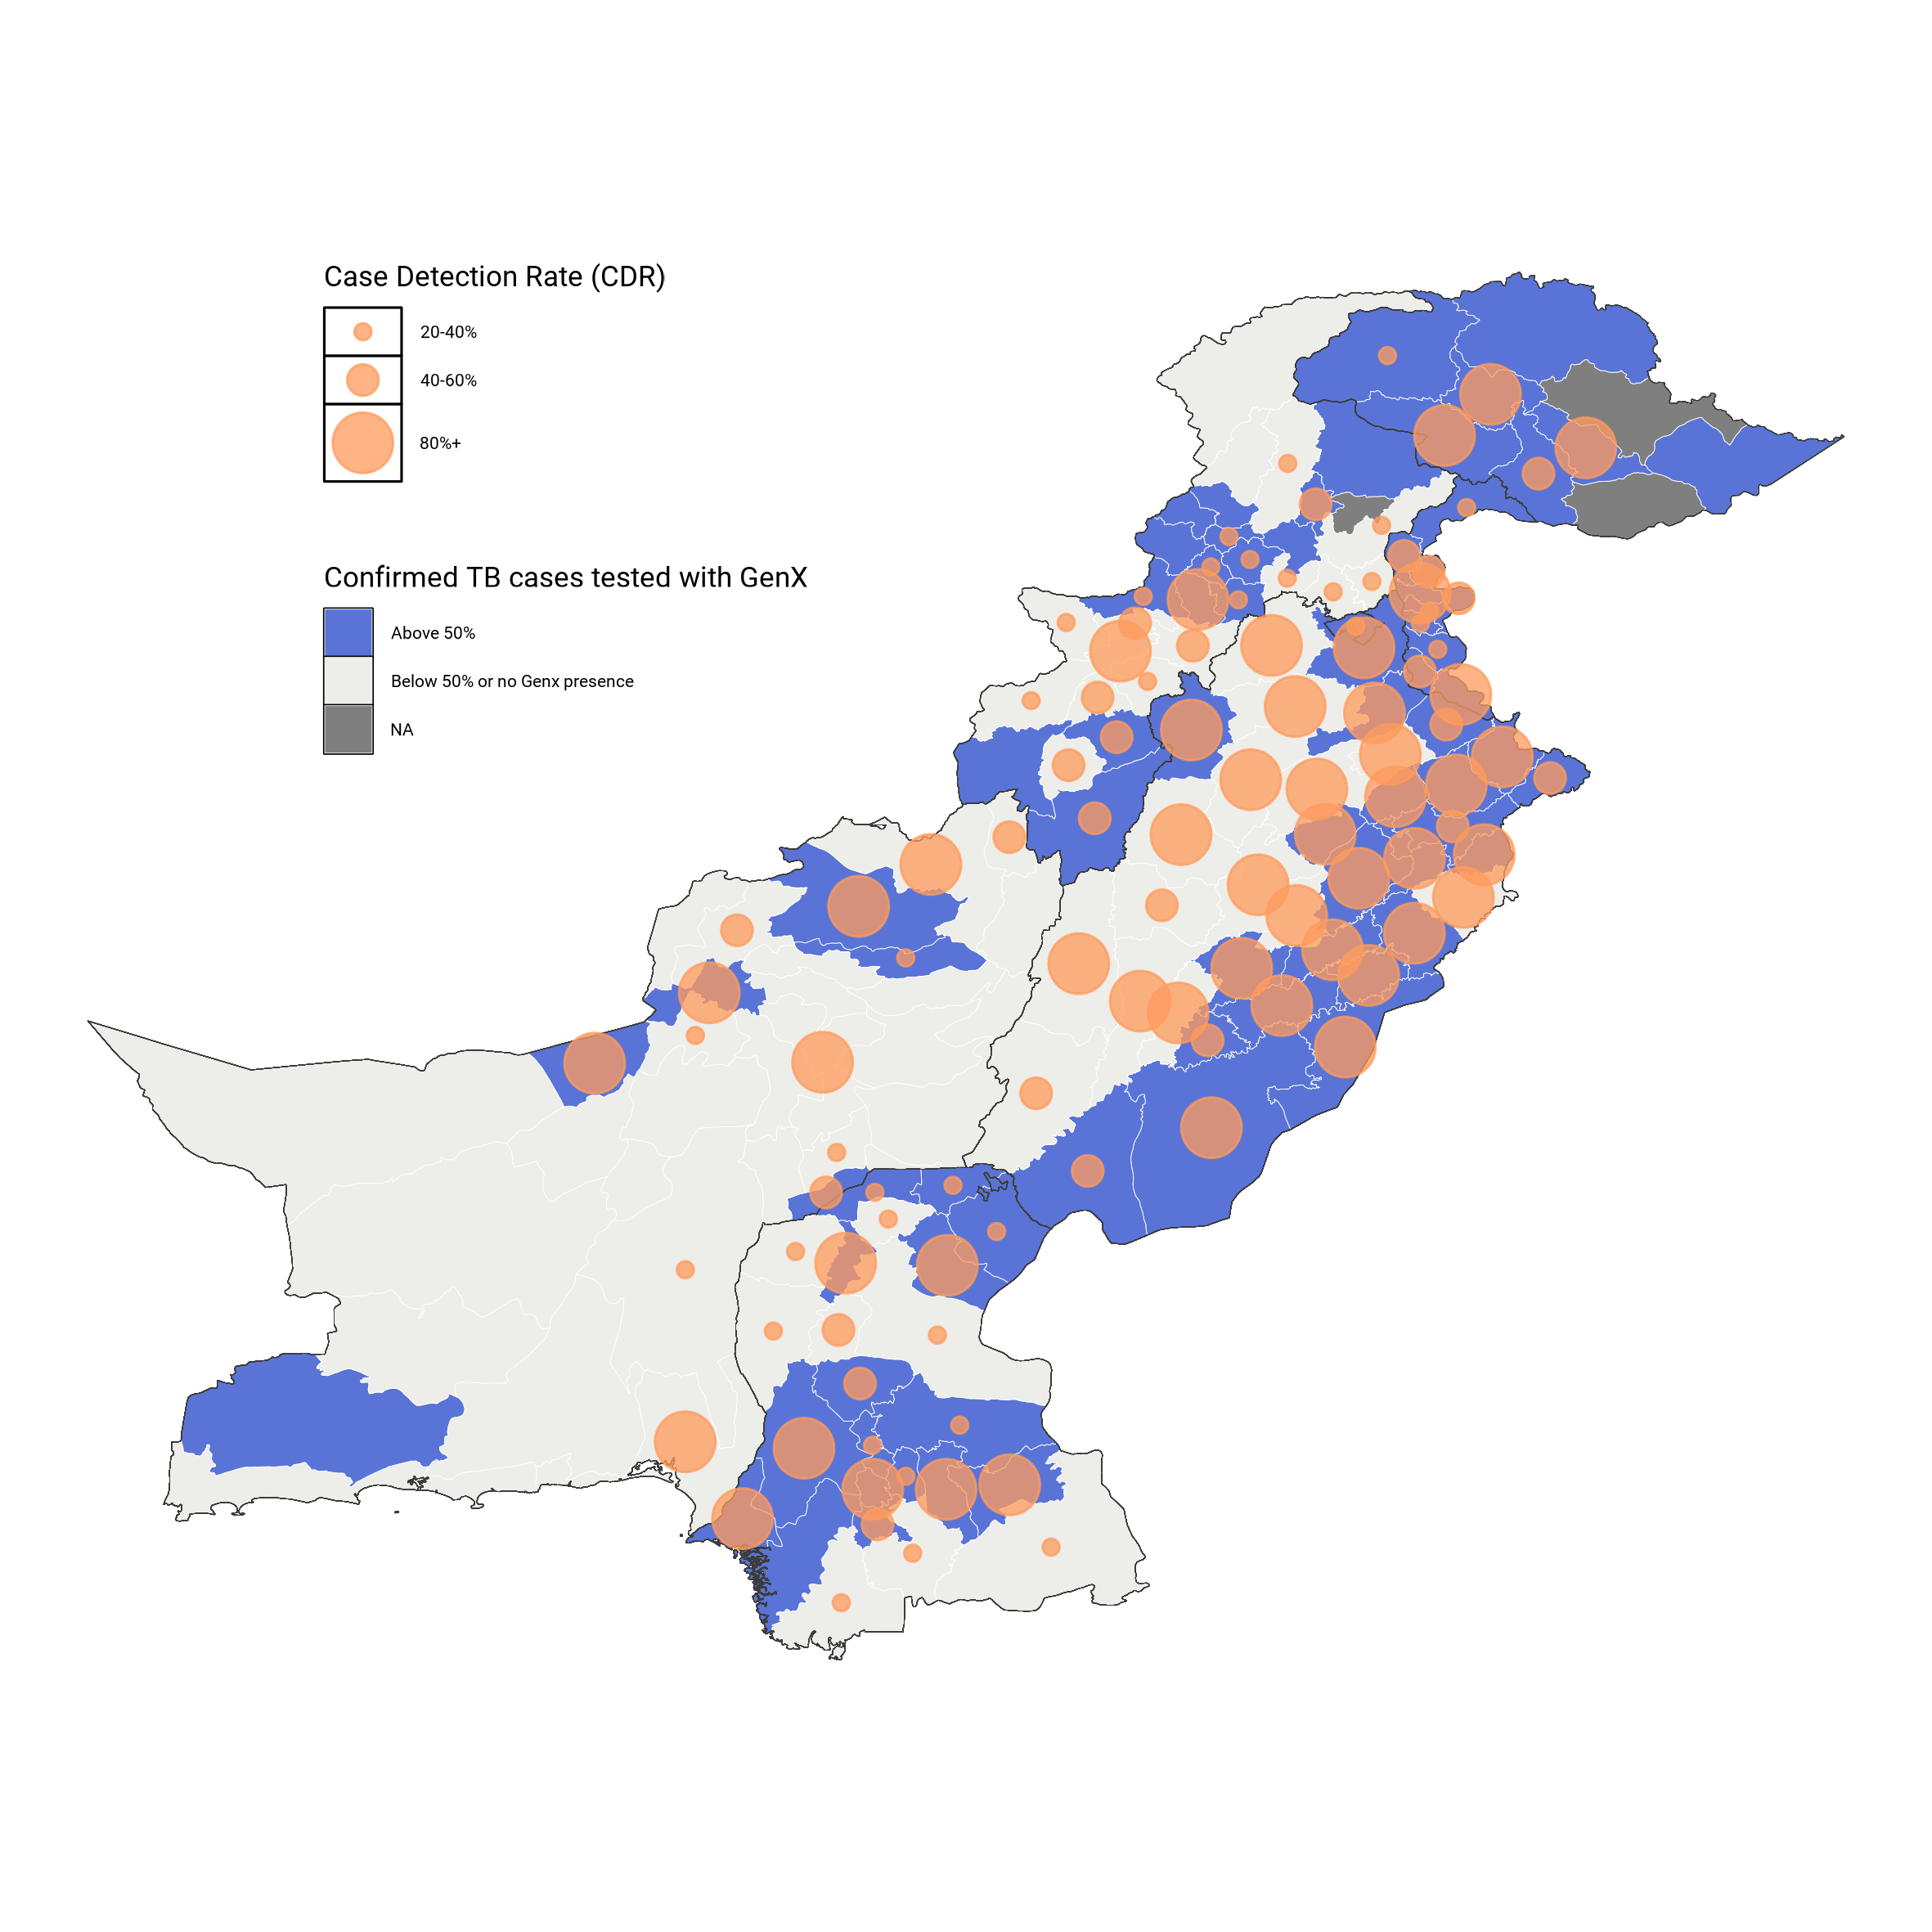 Case Detection Rate (CDR)
20-40%
40-60%
80%+
Confirmed TB cases tested with GenX
Above 50%
Below 50% or no Genx presence
NA